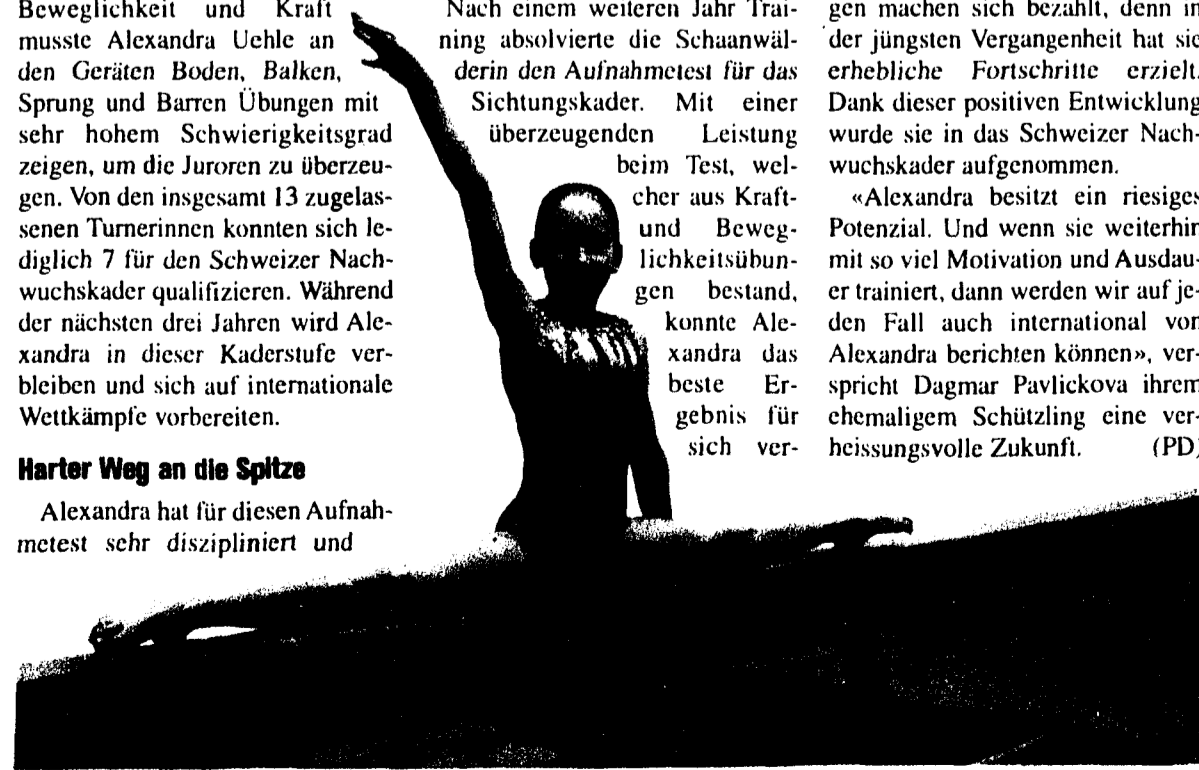 Beweglichkeit und Kraft
musste Alexandra Uehle an
den Geräten Boden, Balken,
Sprung und Barren Übungen mit
sehr hohem Schwierigkeitsgrad
zeigen, um die Juroren zu überzeu-
gen. Von den insgesamt 13 zugelas-
senen Turnerinnen konnten sich le-
diglich 7 für den Schweizer Nach-
wuchskader qualifizieren. Während
der nächsten drei Jahren wird Ale-
xandra in dieser Kaderstufe ver-
bleiben und sich auf internationale
Wettkämpfe vorbereiten.
Harter Weg an die Spitze
Alexandra hat für diesen Aufnah-
metest sehr diszipliniert und
Nach einem weiteren Jahr Trai-
ning absolvierte die Schaanwäl-
derin den Aufnahmetest für das
Sichtungskader. Mit einer
überzeugenden Leistung
beim Test, wel-
cher aus Kraft-
und Beweg-
lichkeitsübun-
gen bestand,
konnte Ale-
xandra das
beste Er-
gebnis für
sich ver-
gen machen sich bezahlt, denn in
der jüngsten Vergangenheit hat sie
erhebliche Fortschritte erzielt.
Dank dieser positiven Entwicklung
wurde sie in das Schweizer Nach-
wuchskader aufgenommen.
«Alexandra besitzt ein riesiges
Potenzial. Und wenn sie weiterhin
mit so viel Motivation und Ausdau-
er trainiert, dann werden wir auf je-
den Fall auch international von
Alexandra berichten können», ver-
spricht Dagmar Pavlickova ihrem
ehemaligem Schützling eine ver-
heissungsvolle Zukunft. (PD)